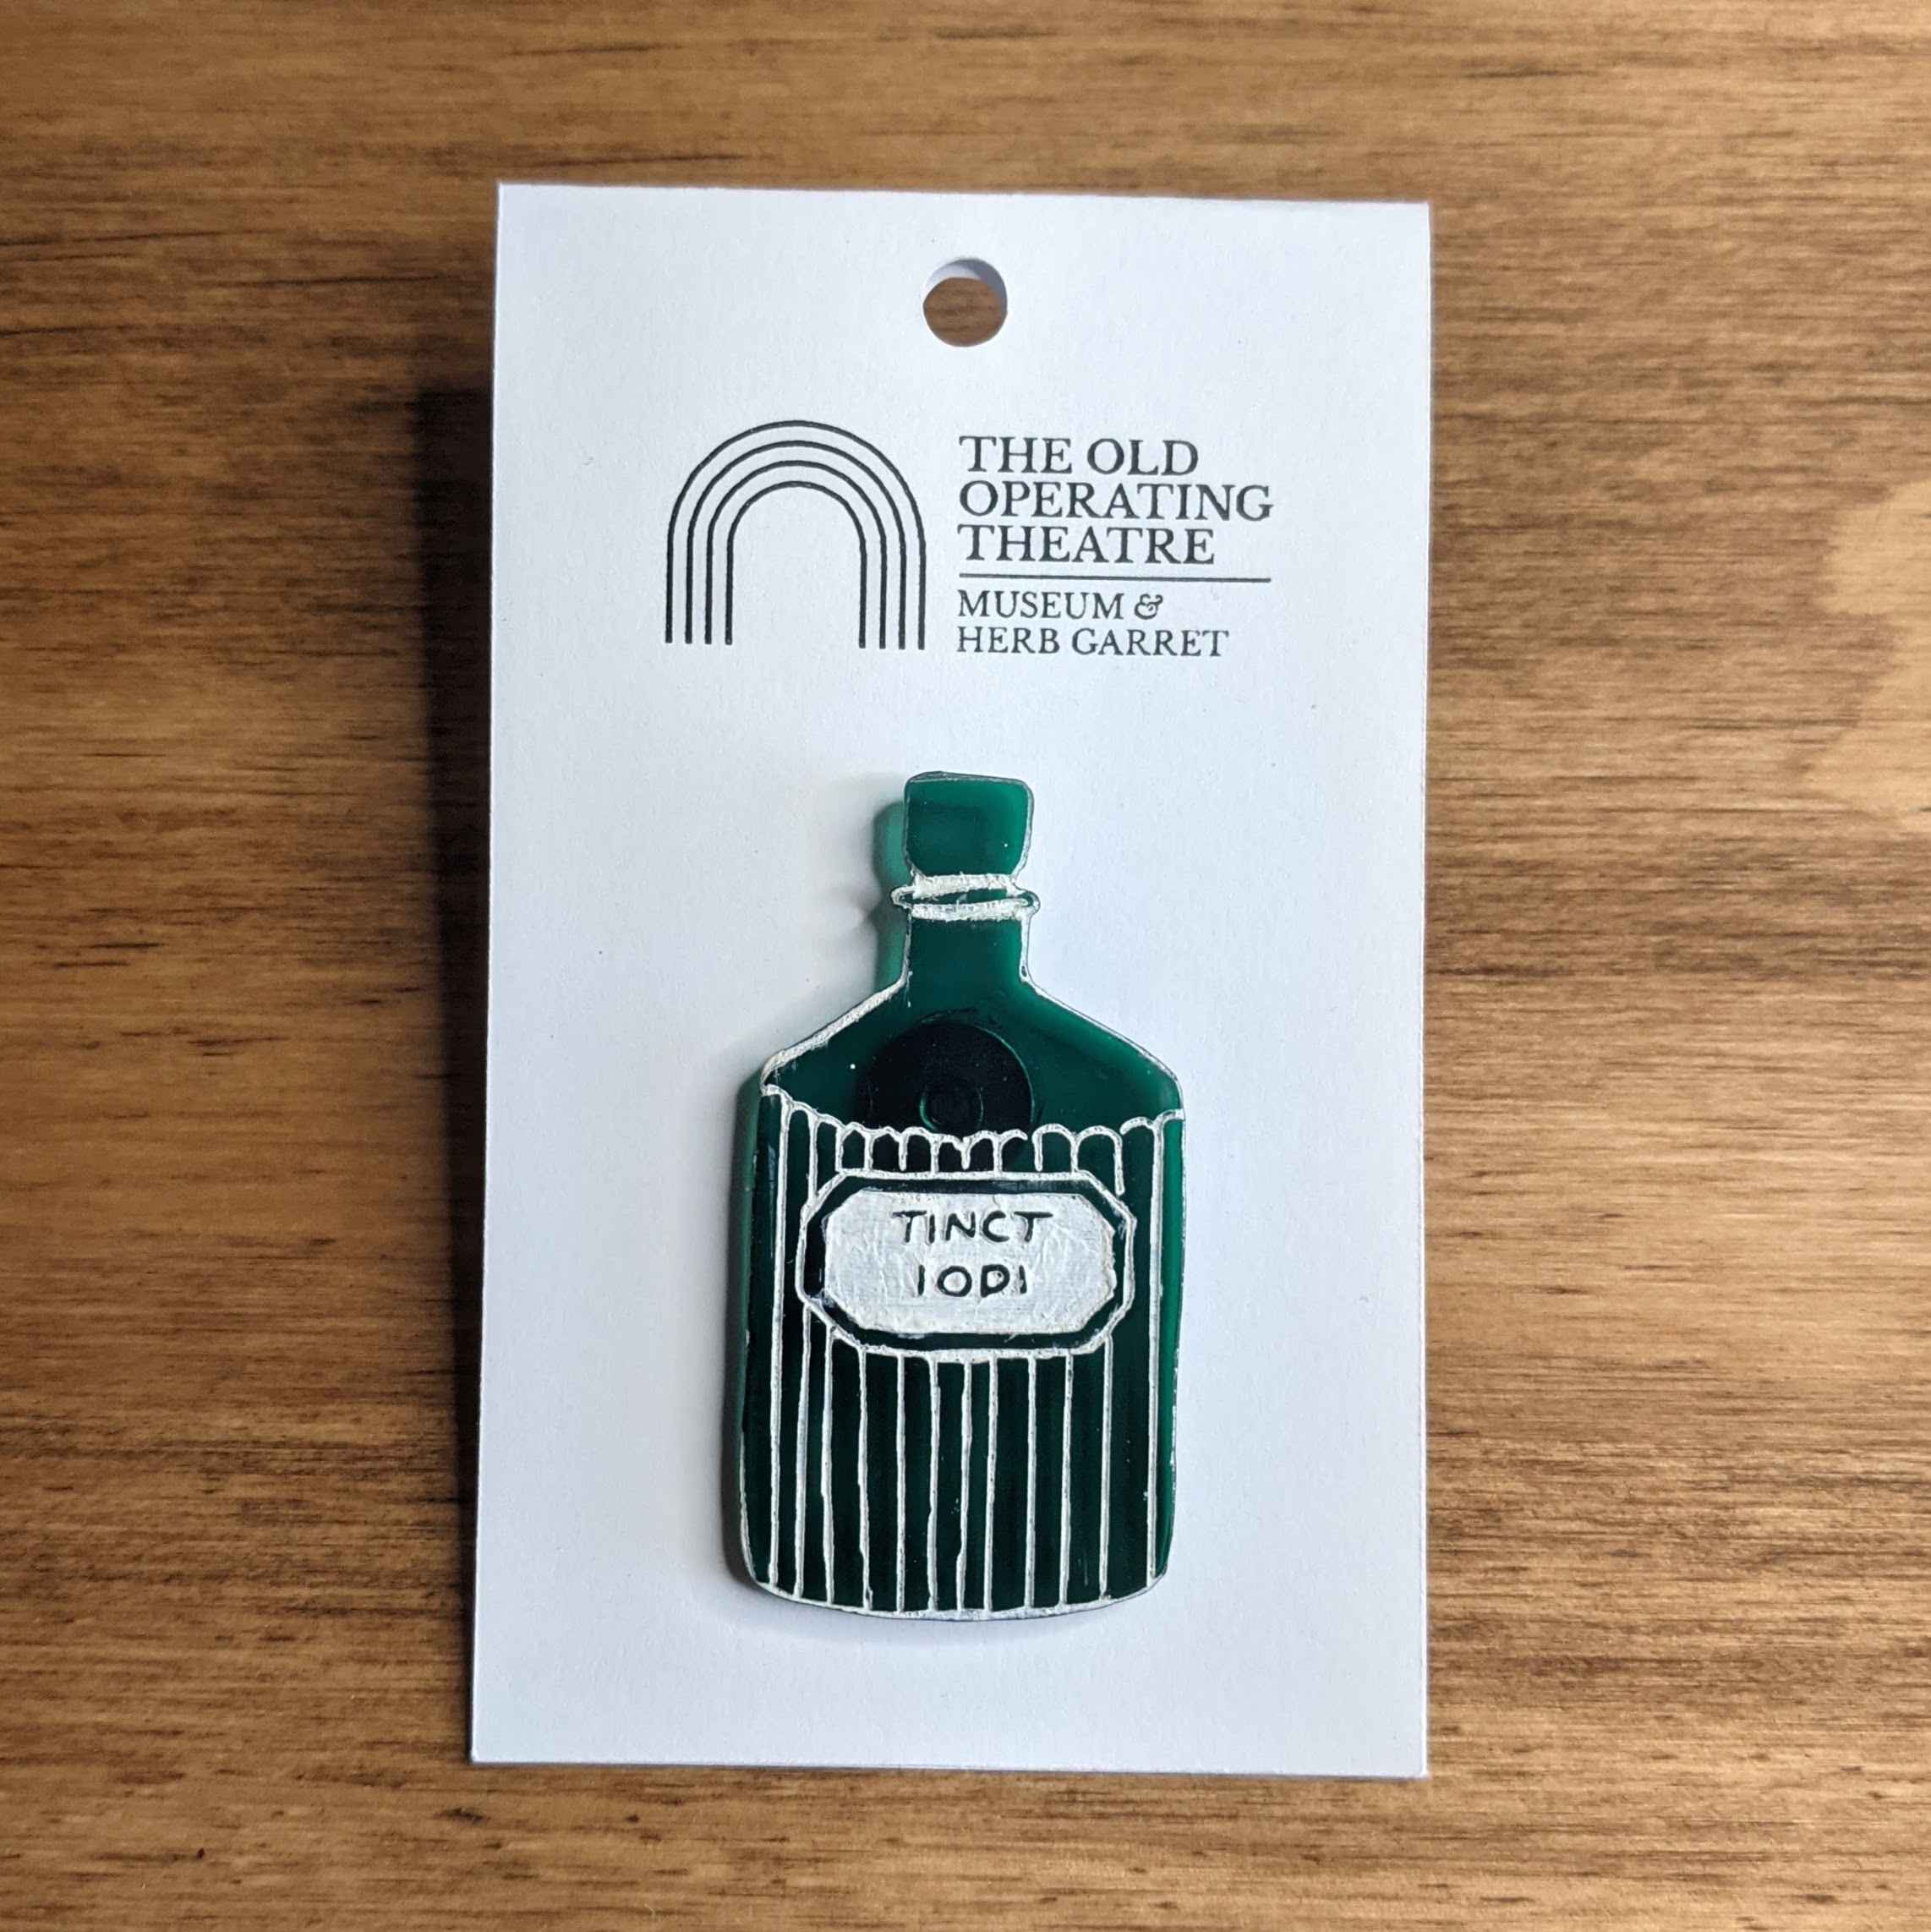 THE OLD
OPERATING
THEATRE
MUSEUM &
HERB GARRET
TINCT
IODI